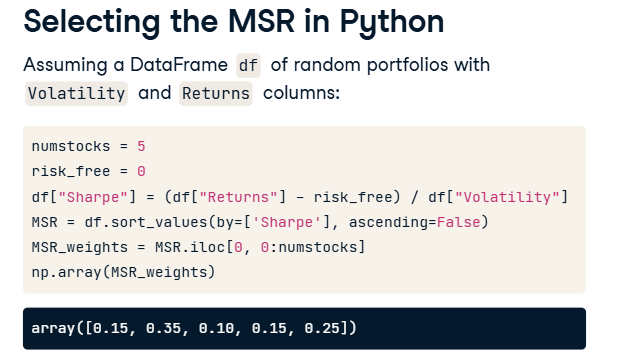 Selecting the MSR in Python
Assuming a DataFrame df of random portfolios with
Volatility and Returns columns:
numstocks = 5
risk_free = 0
df["Sharpe"] = (df["Returns"] - risk_free) / df["Volatility"]
MSR = df.sort_values(by=['Sharpe'], ascending=False)
MSR_weights = MSR.iloc[0, 0:numstocks]
np.array(MSR_weights)
array([0.15, 0.35, 0.10, 0.15, 0.25])